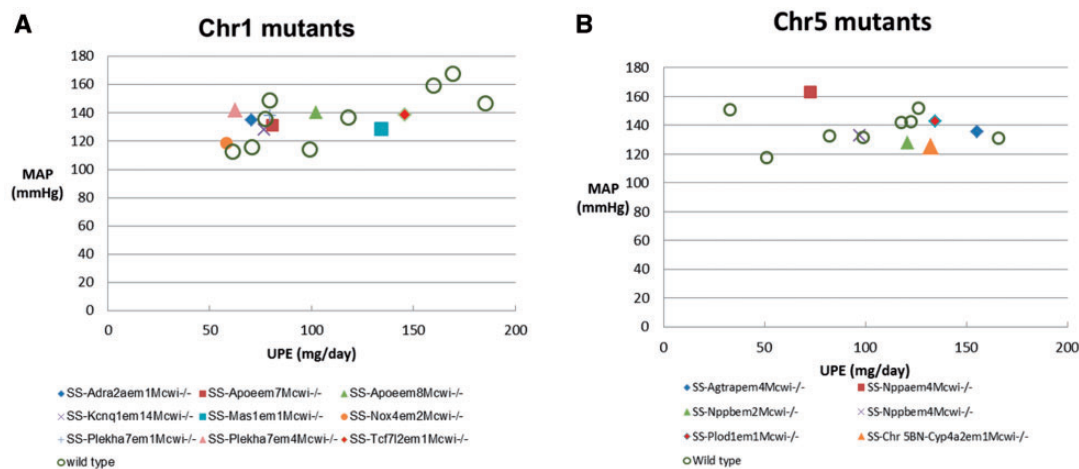 A
Chr1 mutants
180
160
140
120
100
80
60
40
20
0
MAP
(mmHg)
0 50 100 150 200
UPE (mg/day)
SS-Adra2aem1Mcwi-/- SS-Apoeem7Mcwi-/- SS-Apoeem8Mcwi-/-
SS-Kcnq1em14Mcwi-/- SS-Mas1em1Mcwi-/- SS-Nox4em2Mcwi-/-
SS-Plekha7em1Mcwi-/- SS-Plekha7em4Mcwi-/- SS-Tcf7l2em1Mcwi-/-
wild type
B
Chr5 mutants
180
160
140
120
100
80
60
40
20
0
MAP
(mmHg)
0 50 100 150 200
UPE (mg/day)
SS-Agtrapem4Mcwi-/- SS-Nppaem4Mcwi-/-
SS-Nppbem2Mcwi-/- SS-Nppbem4Mcwi-/-
SS-Plod1em1Mcwi-/- SS-Chr 5BN-Cyp4a2em1Mcwi-/-
Wild type